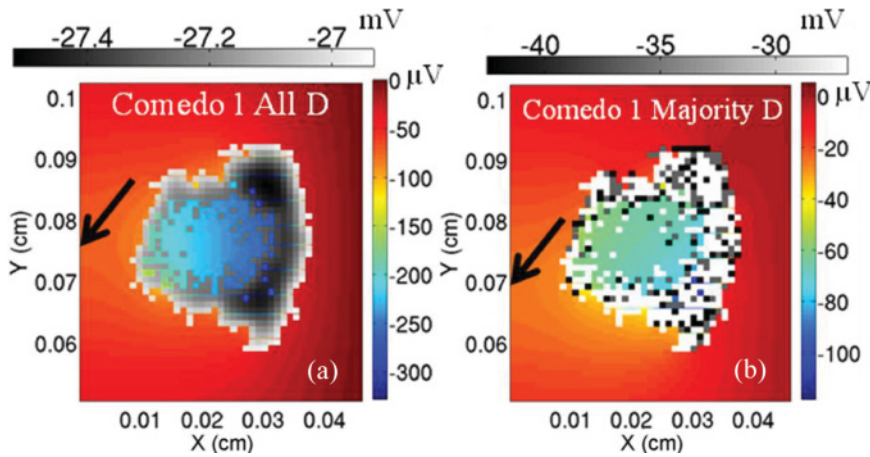 mV
-27.4 -27.2 -27
0 μV
0.1
Comedo 1 All D
-50
0.09
-100
0.08
-150
Y (cm)
-200
0.07
-250
0.06
-300
(a)
0.01 0.02 0.03 0.04
X (cm)
mV
-40 -35 -30
0 μV
0.1
Comedo 1 Majority D
-20
0.09
-40
0.08
Y (cm)
-60
0.07
-80
0.06
-100
(b)
0.01 0.02 0.03 0.04
X (cm)